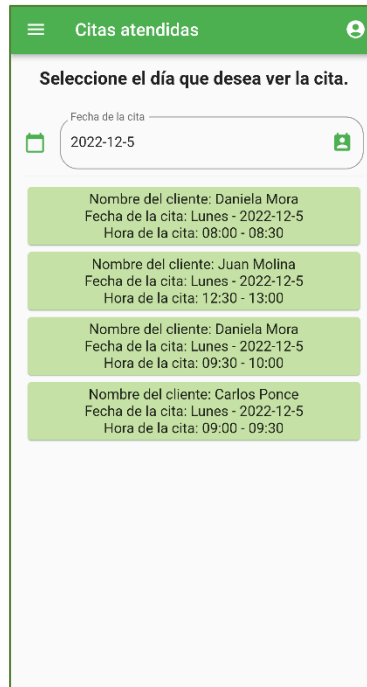 Citas atendidas
Seleccione el día que desea ver la cita.
Fecha de la cita
2022-12-5
Nombre del cliente: Daniela Mora
Fecha de la cita: Lunes - 2022-12-5
Hora de la cita: 08:00 - 08:30
Nombre del cliente: Juan Molina
Fecha de la cita: Lunes - 2022-12-5
Hora de la cita: 12:30 - 13:00
Nombre del cliente: Daniela Mora
Fecha de la cita: Lunes - 2022-12-5
Hora de la cita: 09:30 - 10:00
Nombre del cliente: Carlos Ponce
Fecha de la cita: Lunes - 2022-12-5
Hora de la cita: 09:00 - 09:30